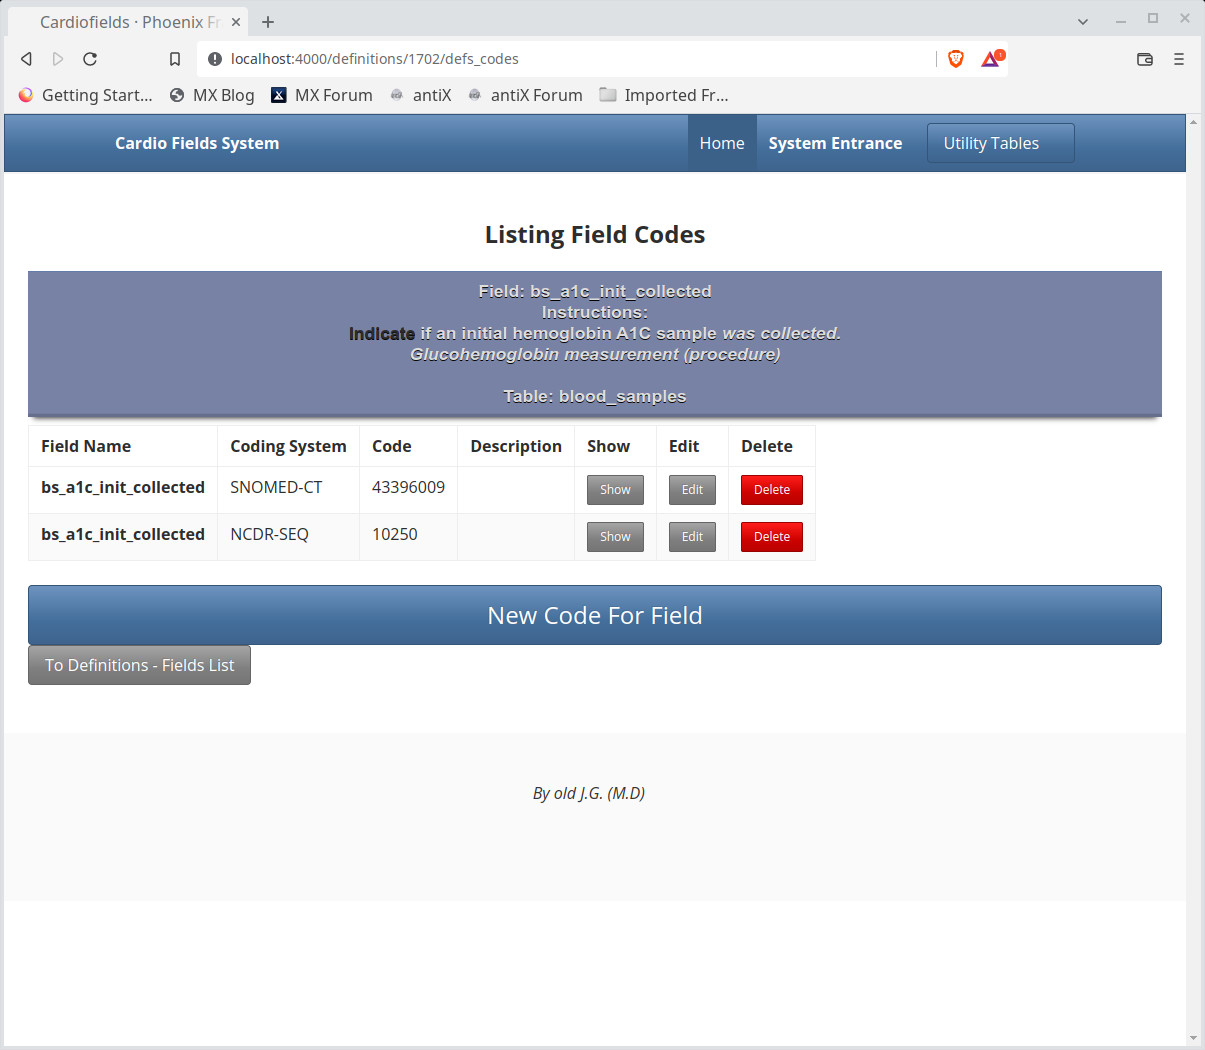 Cardiofields · Phoenix Fr
localhost:4000/definitions/1702/defs_codes
1
Getting Start... MX Blog MX Forum antiX antiX Forum Imported Fr...
Cardio Fields System Home System Entrance Utility Tables
Listing Field Codes
Field: bs_a1c_init_collected
Instructions:
Indicate if an initial hemoglobin A1C sample was collected.
Glucohemoglobin measurement (procedure)
Table: blood_samples
Field Name Coding System Code Description Show Edit Delete
bs_a1c_init_collected SNOMED-CT 43396009 Show Edit Delete
bs_a1c_init_collected NCDR-SEQ 10250 Show Edit Delete
New Code For Field
To Definitions - Fields List
By old J.G. (M.D)